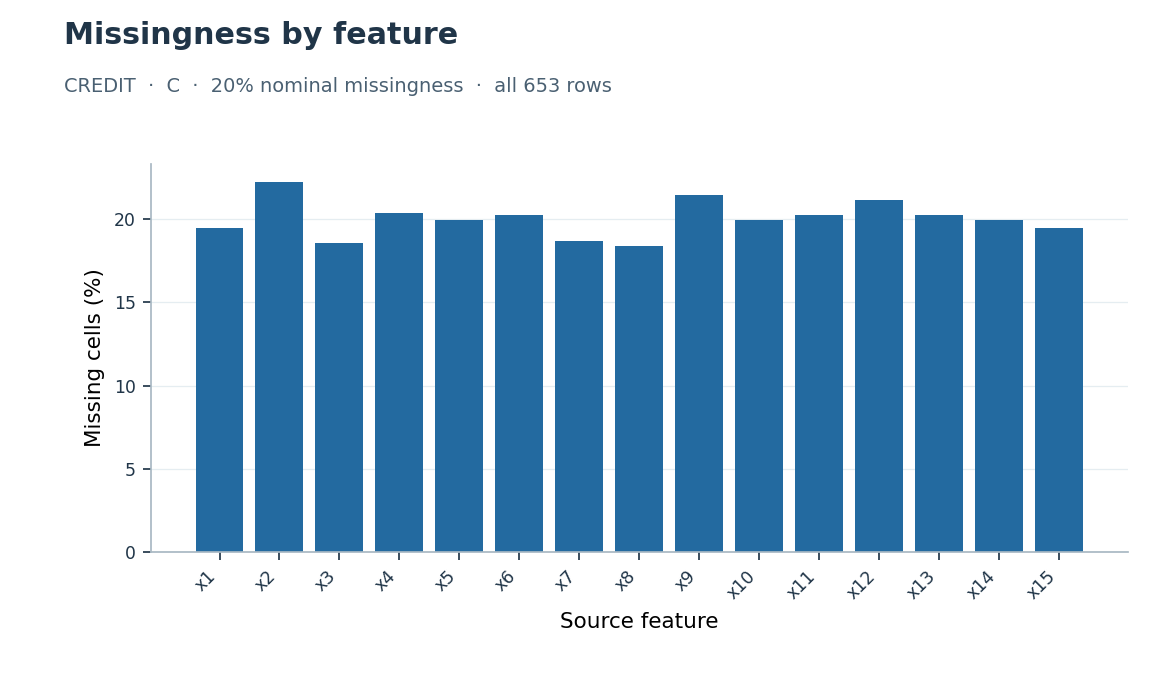 Missingness by feature
CREDIT · C · 20% nominal missingness · all 653 rows
Missing cells (%)
20
15
10
5
0
x1 x2 x3 x4 x5 x6 x7 x8 x9 x10 x11 x12 x13 x14 x15
Source feature